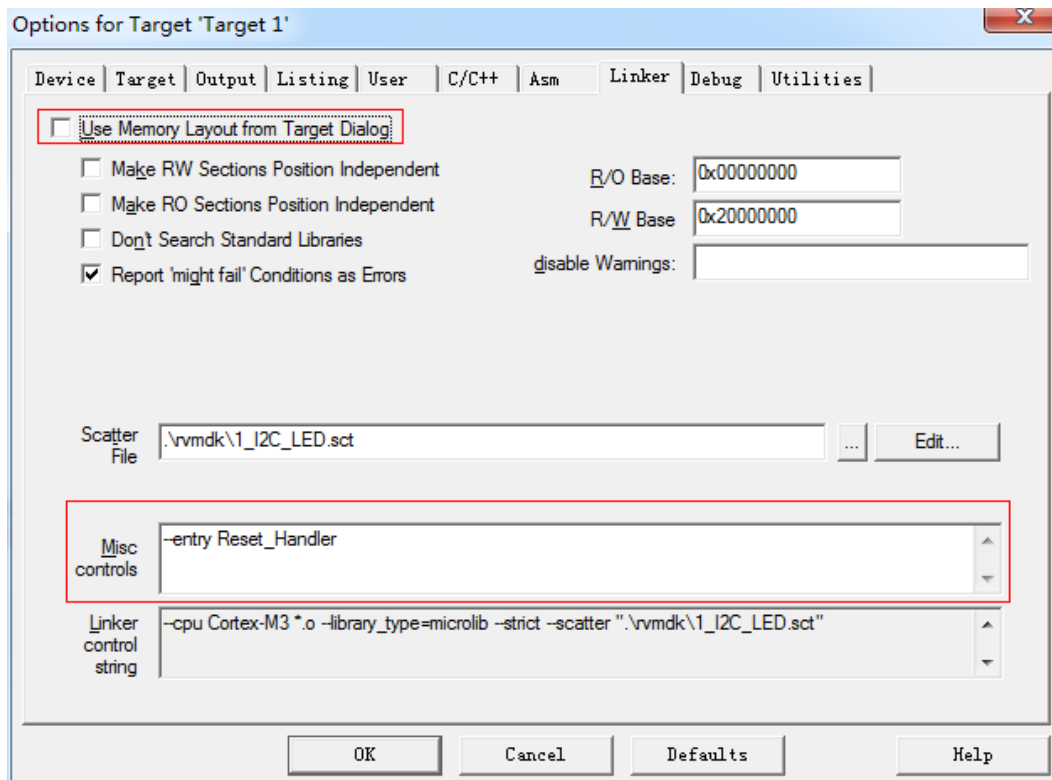 Options for Target 'Target 1'
Device Target Output Listing User C/C++ Asm Linker Debug Utilities
Use Memory Layout from Target Dialog
Make RW Sections Position Independent
Make RO Sections Position Independent
Don't Search Standard Libraries
Report 'might fail' Conditions as Errors
R/O Base: 0x00000000
R/W Base 0x20000000
disable Warnings:
Scatter File .\rvmdk\1_I2C_LED.sct ... Edit...
Misc controls --entry Reset_Handler
Linker control string --cpu Cortex-M3 *.o --library_type=microlib --strict --scatter ".\rvmdk\1_I2C_LED.sct"
OK Cancel Defaults Help